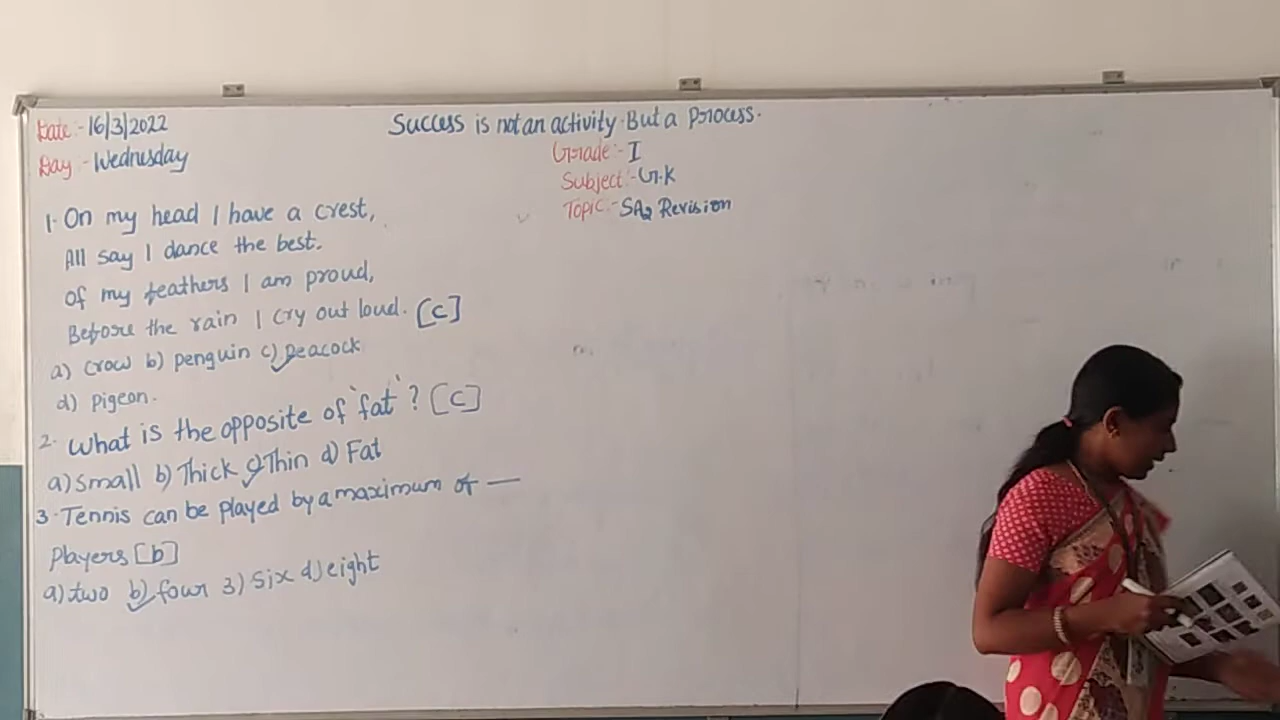 Date:- 16/3/2022
Day:- Wednesday
Success is not an activity But a process.
Grade:- I
Subject:- G.K
Topic:- SA2 Revision
1. On my head I have a crest,
All say I dance the best.
Of my feathers I am proud,
Before the rain I cry out loud. [c]
a) crow b) penguin c) peacock
d) pigeon.
2. What is the opposite of 'fat'? [c]
a) Small b) Thick c) Thin d) Fat
3. Tennis can be played by a maximum of —
players [b]
a) two b) four 3) Six d) eight